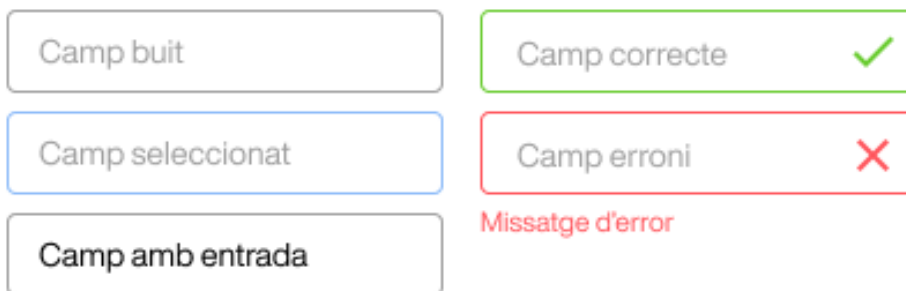 Camp buit
Camp seleccionat
Camp amb entrada
Camp correcte
Camp erroni
Missatge d'error